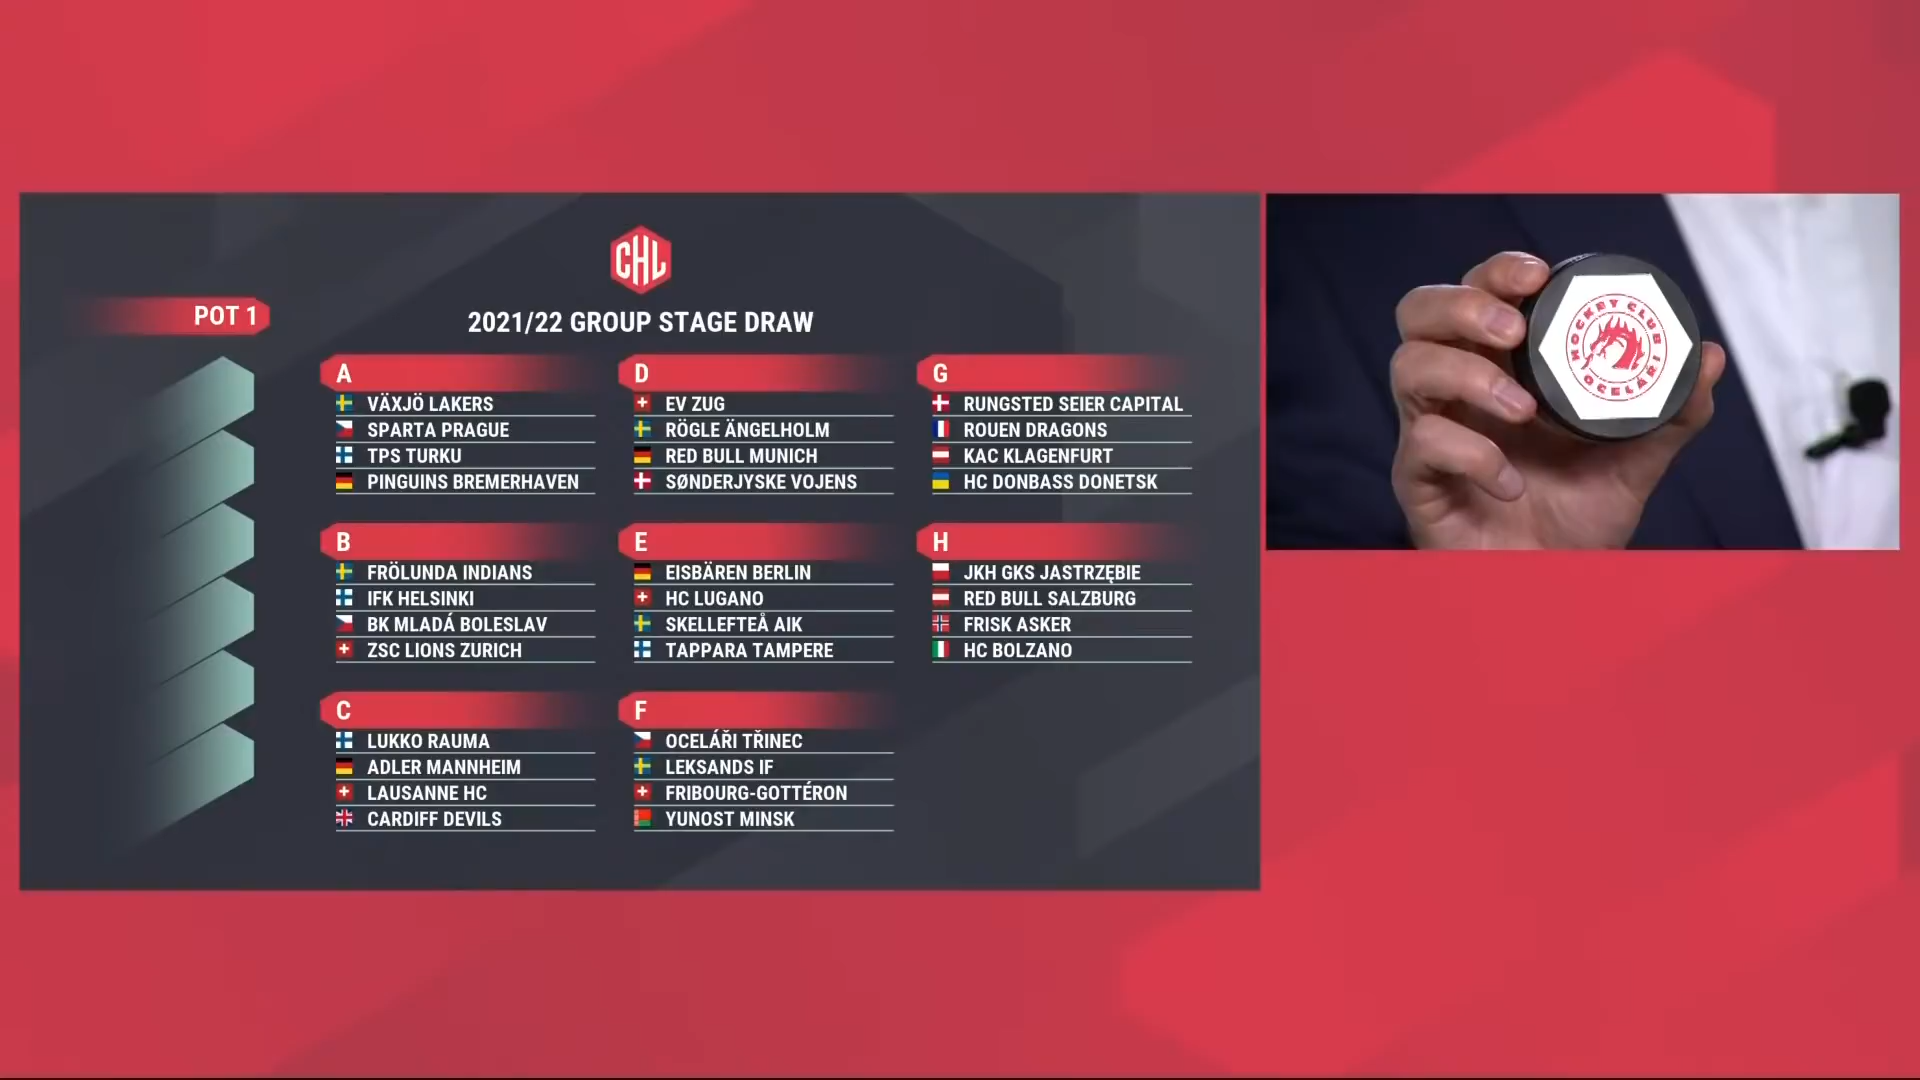 CHL
2021/22 GROUP STAGE DRAW
POT 1
A
VÄXJÖ LAKERS
SPARTA PRAGUE
TPS TURKU
PINGUINS BREMERHAVEN
B
FRÖLUNDA INDIANS
IFK HELSINKI
BK MLADÁ BOLESLAV
ZSC LIONS ZURICH
C
LUKKO RAUMA
ADLER MANNHEIM
LAUSANNE HC
CARDIFF DEVILS
D
EV ZUG
RÖGLE ÄNGELHOLM
RED BULL MUNICH
SØNDERJYSKE VOJENS
E
EISBÄREN BERLIN
HC LUGANO
SKELLEFTEÅ AIK
TAPPARA TAMPERE
F
OCELÁŘI TŘINEC
LEKSANDS IF
FRIBOURG-GOTTÉRON
YUNOST MINSK
G
RUNGSTED SEIER CAPITAL
ROUEN DRAGONS
KAC KLAGENFURT
HC DONBASS DONETSK
H
JKH GKS JASTRZĘBIE
RED BULL SALZBURG
FRISK ASKER
HC BOLZANO
HOCKEY CLUB
OCELÁŘI